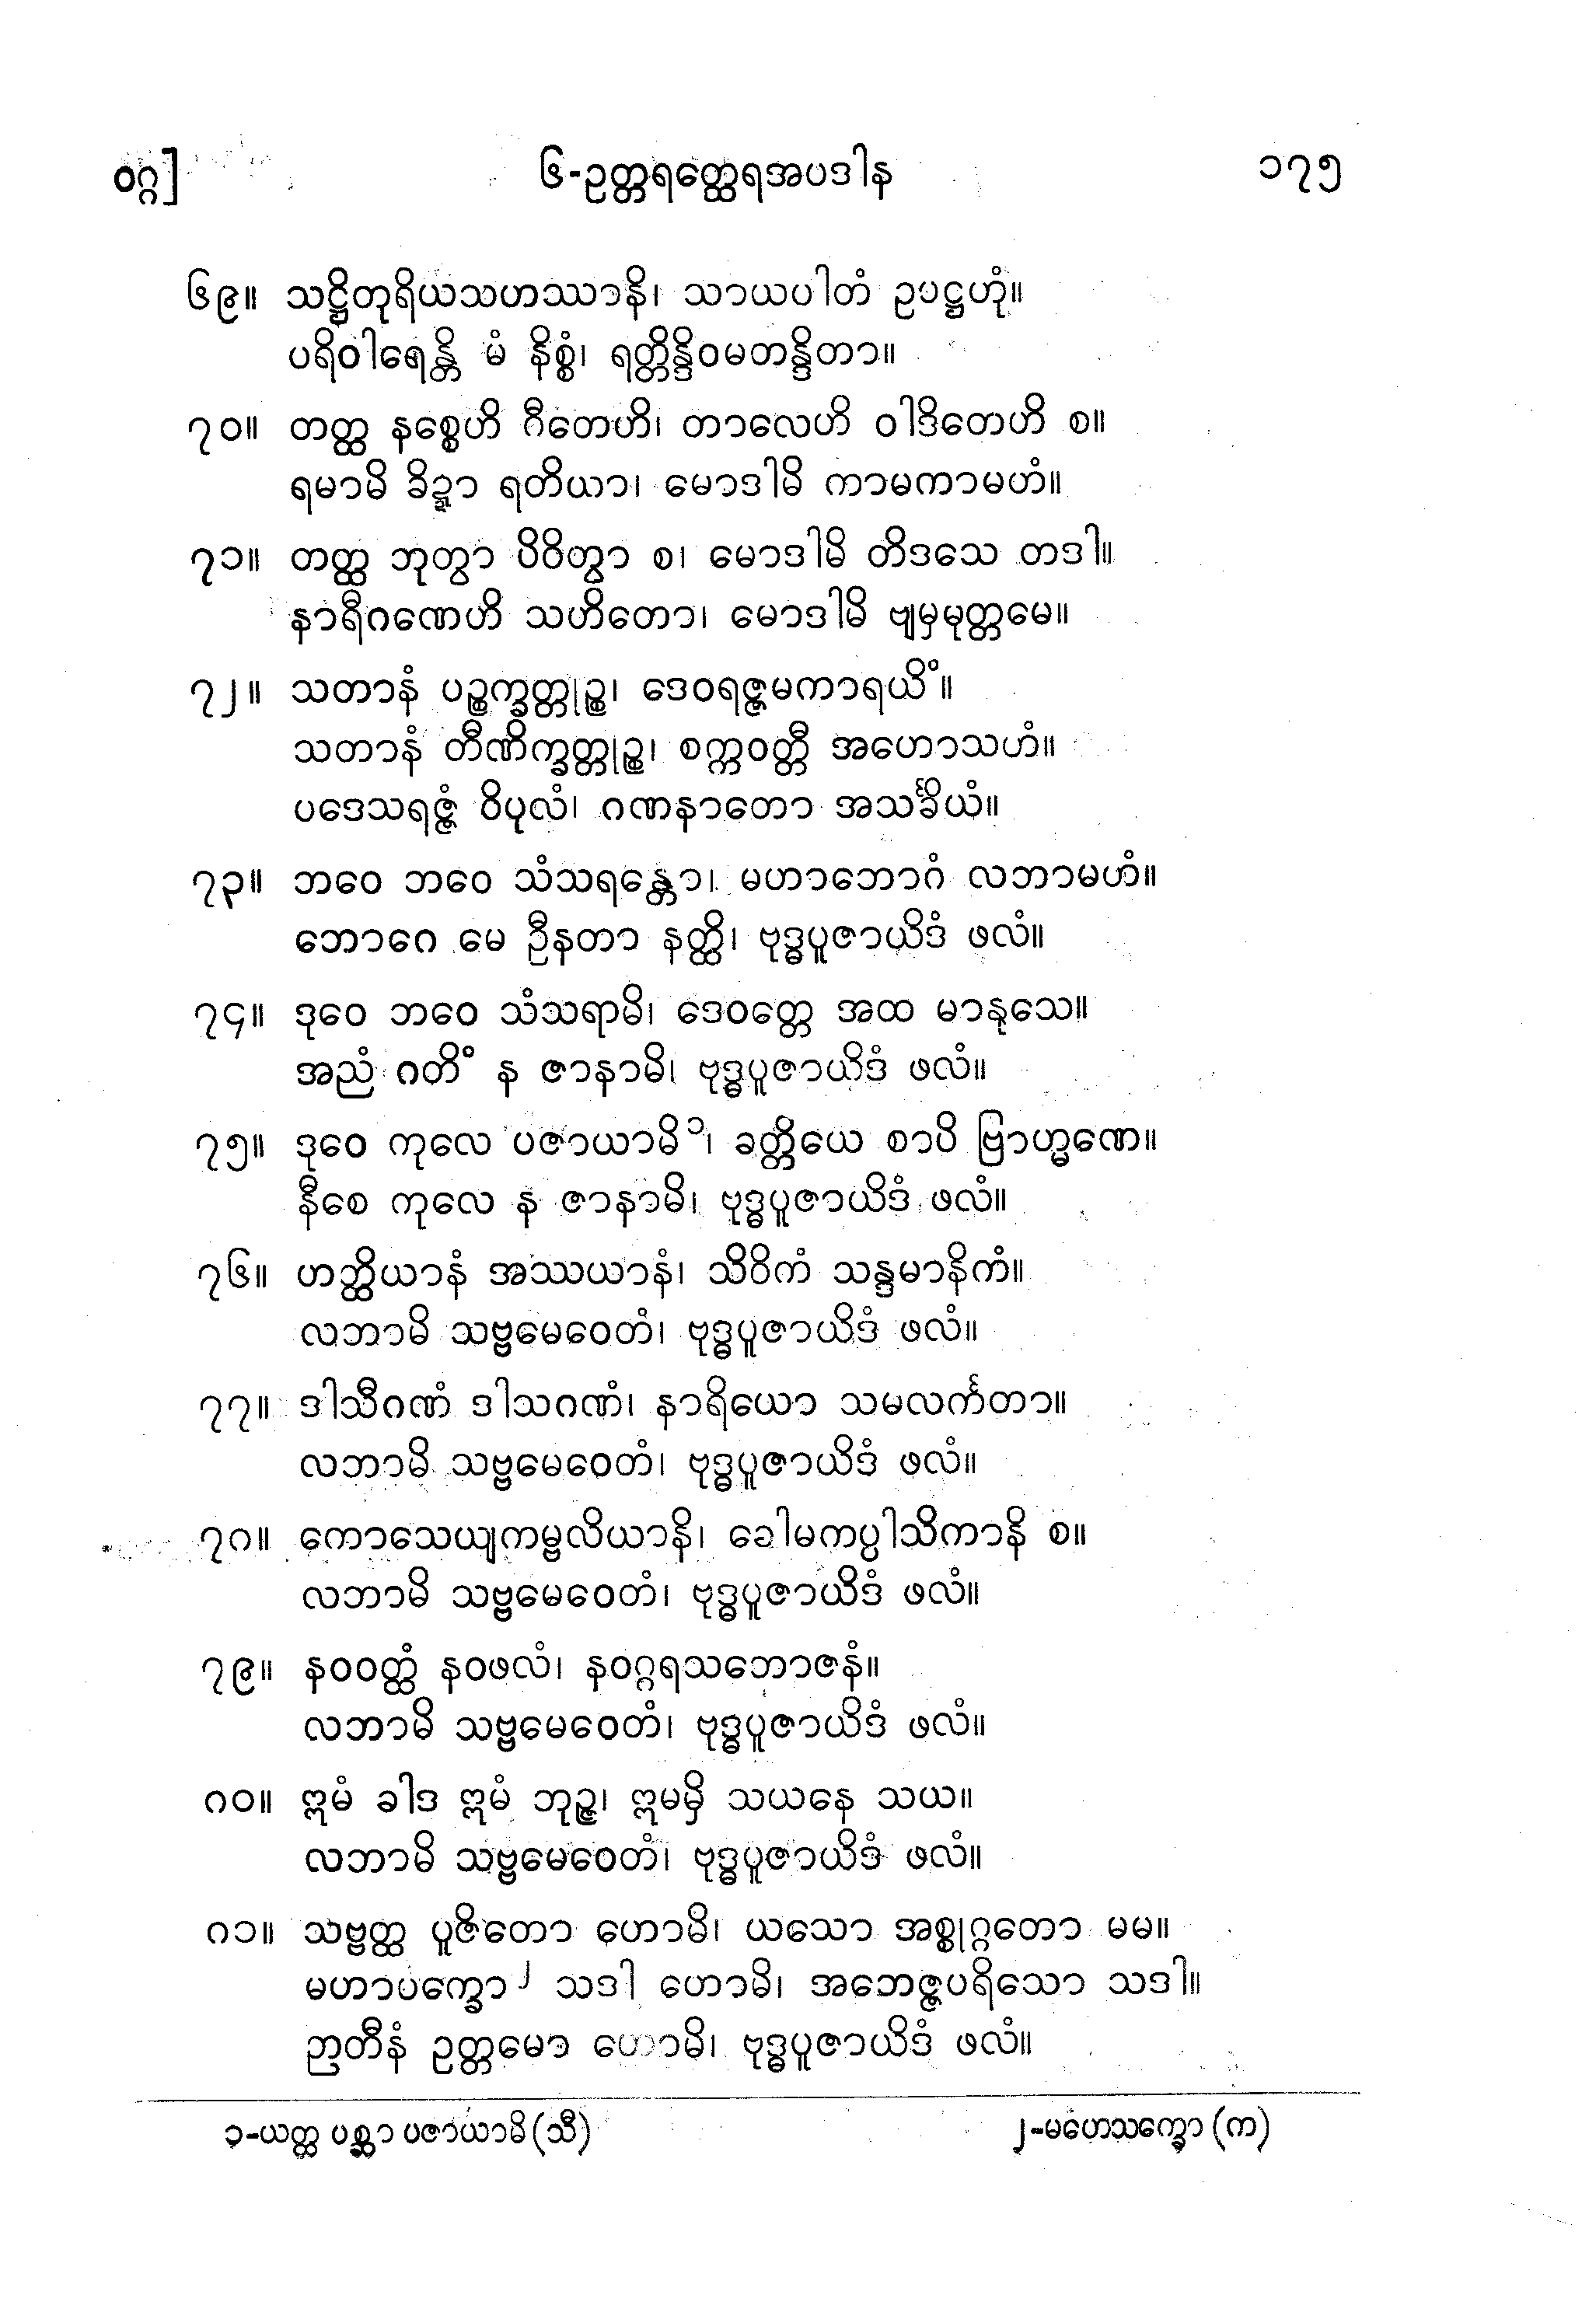 ဝဂ္ဂ]
၆-ဥတ္တရတ္ထေရအပဒါန
၁၇၅
၆၉။ သဋ္ဌိတုရိယသဟဿာနိ၊ သာယပါတံ ဥပဋ္ဌဟုံ။
ပရိဝါရေန္တိ မံ နိစ္စံ၊ ရတ္တိန္ဒိဝမတန္ဒိတာ။
၇၀။ တတ္ထ နစ္စေဟိ ဂီတေဟိ၊ တာလေဟိ ဝါဒိတေဟိ စ။
ရမာမိ ခိဍ္ဍာ ရတိယာ၊ မောဒါမိ ကာမကာမဟံ။
၇၁။ တတ္ထ ဘုတွာ ပိဝိတွာ စ၊ မောဒါမိ တိဒသေ တဒါ။
နာရီဂဏေဟိ သဟိတော၊ မောဒါမိ ဗျမှမုတ္တမေ။
၇၂။ သတာနံ ပဉ္စက္ခတ္တုဉ္စ၊ ဒေဝရဇ္ဇမကာရယိံ။
သတာနံ တီဏိက္ခတ္တုဉ္စ၊ စက္ကဝတ္တီ အဟောသဟံ။
ပဒေသရဇ္ဇံ ဝိပုလံ၊ ဂဏနာတော အသင်္ခိယံ။
၇၃။ ဘဝေ ဘဝေ သံသရန္တော၊ မဟာဘောဂံ လဘာမဟံ။
ဘောဂေ မေ ဦနတာ နတ္ထိ၊ ဗုဒ္ဓပူဇာယိဒံ ဖလံ။
၇၄။ ဒုဝေ ဘဝေ သံသရာမိ၊ ဒေဝတ္တေ အထ မာနုသေ။
အညံ ဂတိံ န ဇာနာမိ၊ ဗုဒ္ဓပူဇာယိဒံ ဖလံ။
၇၅။ ဒုဝေ ကုလေ ပဇာယာမိ ၁၊ ခတ္တိယေ စာပိ ဗြာဟ္မဏေ။
နီစေ ကုလေ န ဇာနာမိ၊ ဗုဒ္ဓပူဇာယိဒံ ဖလံ။
၇၆။ ဟတ္ထိယာနံ အဿယာနံ၊ သိဝိကံ သန္ဒမာနိကံ။
လဘာမိ သဗ္ဗမေဝေတံ၊ ဗုဒ္ဓပူဇာယိဒံ ဖလံ။
၇၇။ ဒါသီဂဏံ ဒါသဂဏံ၊ နာရိယော သမလင်္ကတာ။
လဘာမိ သဗ္ဗမေဝေတံ၊ ဗုဒ္ဓပူဇာယိဒံ ဖလံ။
၇၈။ ကောသေယျကမ္ဗလိယာနိ၊ ခေါမကပ္ပါသိကာနိ စ။
လဘာမိ သဗ္ဗမေဝေတံ၊ ဗုဒ္ဓပူဇာယိဒံ ဖလံ။
၇၉။ နဝဝတ္ထံ နဝဖလံ၊ နဝဂ္ဂရသဘောဇနံ။
လဘာမိ သဗ္ဗမေဝေတံ၊ ဗုဒ္ဓပူဇာယိဒံ ဖလံ။
၈၀။ ဣမံ ခါဒ ဣမံ ဘုဉ္ဇ၊ ဣမမှိ သယနေ သယ။
လဘာမိ သဗ္ဗမေဝေတံ၊ ဗုဒ္ဓပူဇာယိဒံ ဖလံ။
၈၁။ သဗ္ဗတ္ထ ပူဇိတော ဟောမိ၊ ယသော အစ္စုဂ္ဂတော မမ။
မဟာပက္ခော ၂ သဒါ ဟောမိ၊ အဘေဇ္ဇပရိသော သဒါ။
ဉာတီနံ ဥတ္တမော ဟောမိ၊ ဗုဒ္ဓပူဇာယိဒံ ဖလံ။
၁-ယတ္ထ ပစ္ဆာ ပဇာယာမိ (သီ)
၂-မဟေသက္ခော (က)